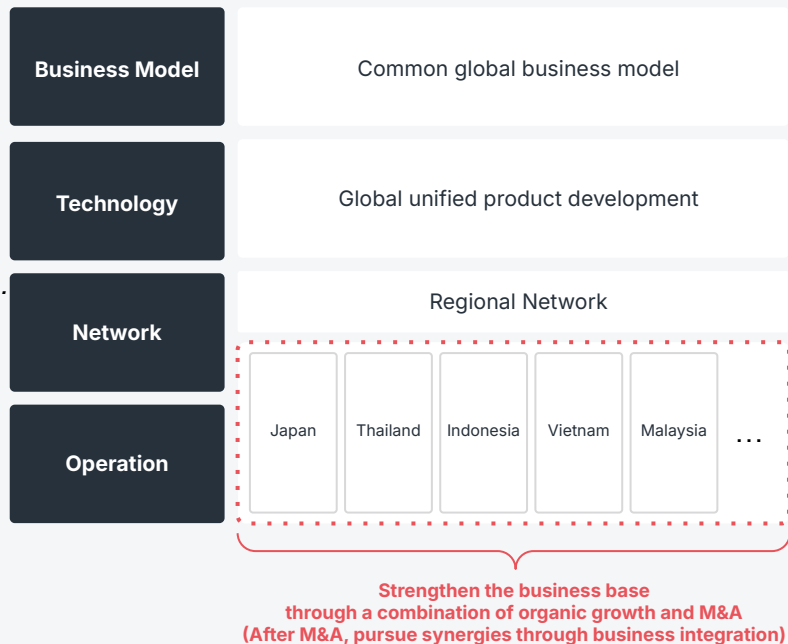 Business Model
Common global business model
Technology
Global unified product development
Network
Regional Network
Operation
Japan
Thailand
Indonesia
Vietnam
Malaysia
...
Strengthen the business base
through a combination of organic growth and M&A
(After M&A, pursue synergies through business integration)